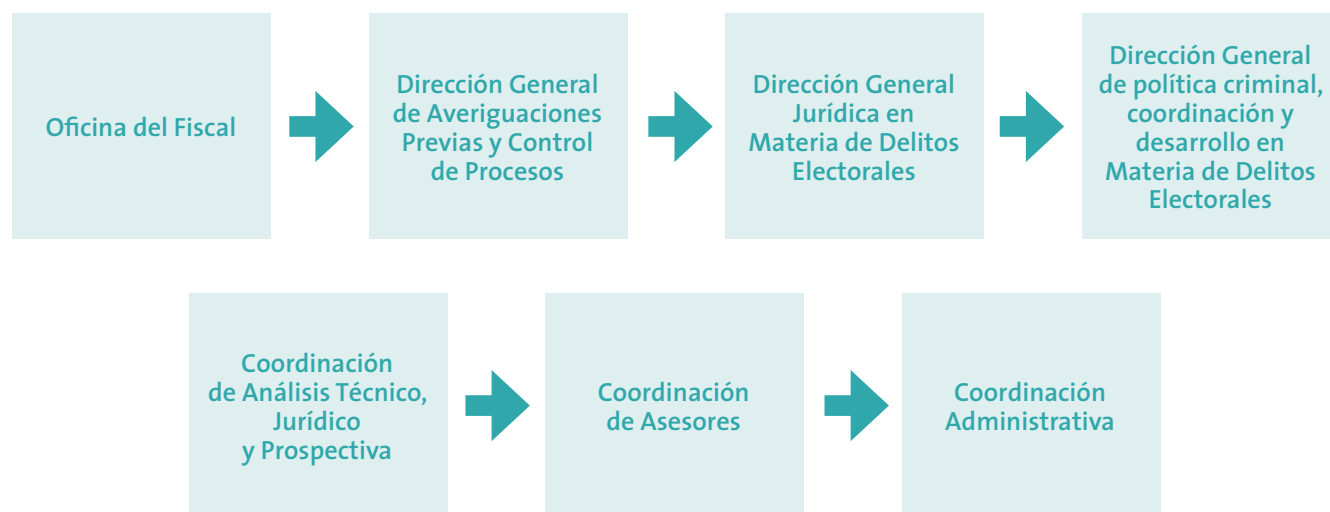 Oficina del Fiscal
Dirección General
de Averiguaciones
Previas y Control
de Procesos
Dirección General
Jurídica en
Materia de Delitos
Electorales
Dirección General
de política criminal,
coordinación y
desarrollo en
Materia de Delitos
Electorales
Coordinación
de Análisis Técnico,
Jurídico
y Prospectiva
Coordinación
de Asesores
Coordinación
Administrativa